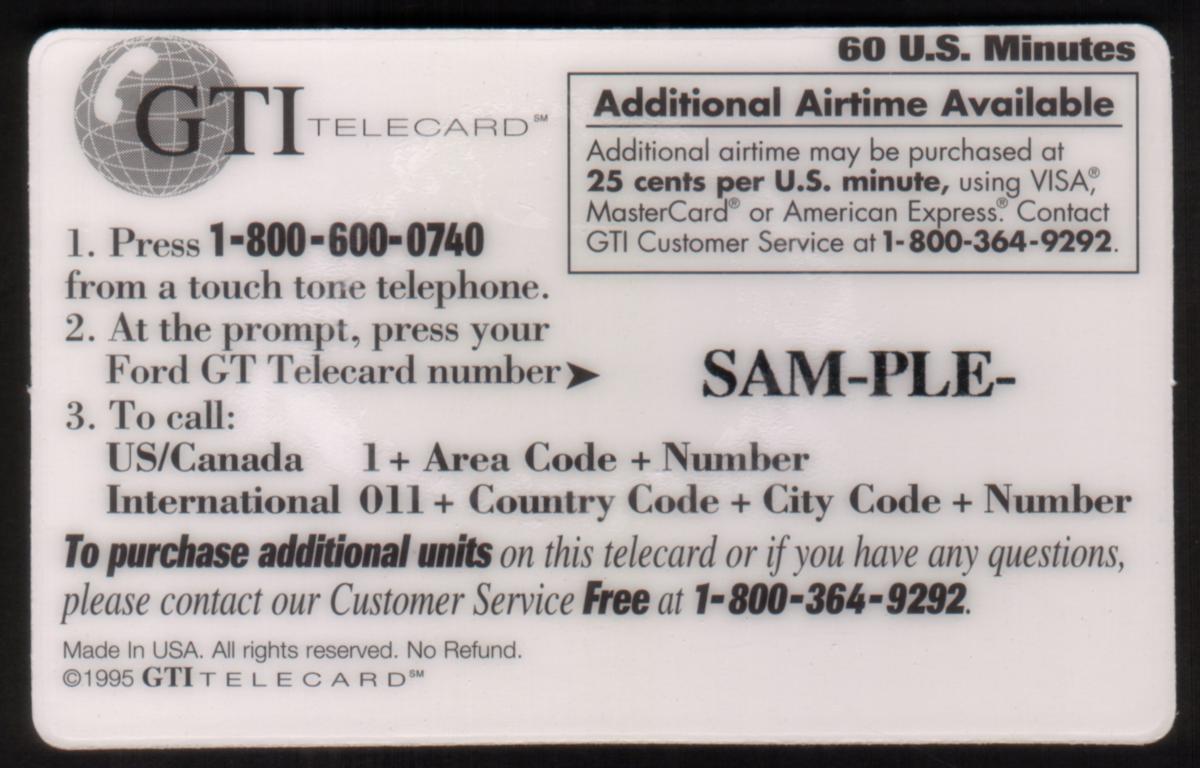 60 U.S. Minutes
GTI TELECARD℠
Additional Airtime Available
Additional airtime may be purchased at
25 cents per U.S. minute, using VISA®,
MasterCard® or American Express®. Contact
GTI Customer Service at 1-800-364-9292.
1. Press 1-800-600-0740
from a touch tone telephone.
2. At the prompt, press your
Ford GT Telecard number➤
SAM-PLE-
3. To call:
US/Canada 1+ Area Code + Number
International 011+ Country Code + City Code + Number
To purchase additional units on this telecard or if you have any questions,
please contact our Customer Service Free at 1-800-364-9292.
Made In USA. All rights reserved. No Refund.
©1995 GTI TELECARD℠